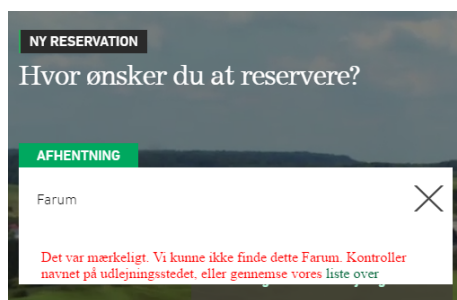 NY RESERVATION
Hvor ønsker du at reservere?
AFHENTNING
Farum
Det var mærkeligt. Vi kunne ikke finde dette Farum. Kontroller
navnet på udlejningsstedet, eller gennemse vores liste over